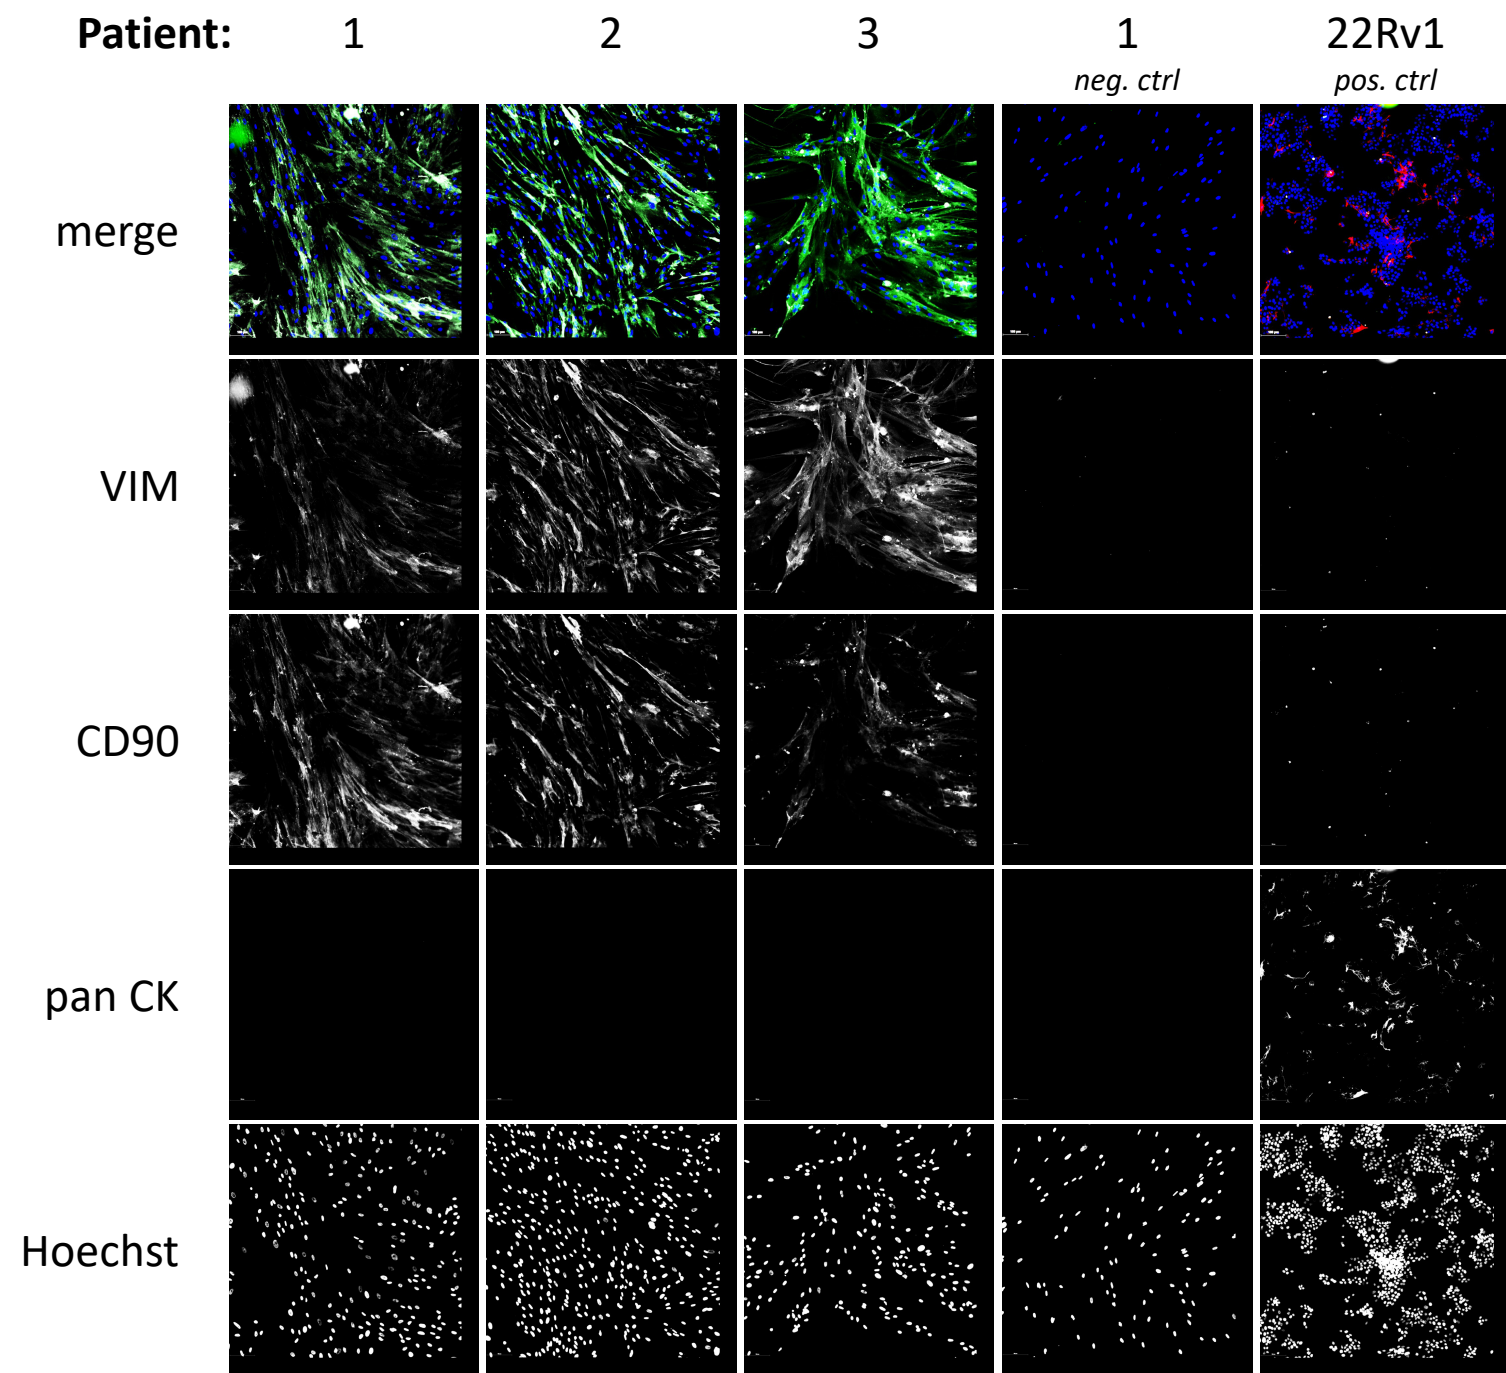 Patient: 1 2 3 1 22Rv1
neg. ctrl pos. ctrl
merge
VIM
CD90
pan CK
Hoechst